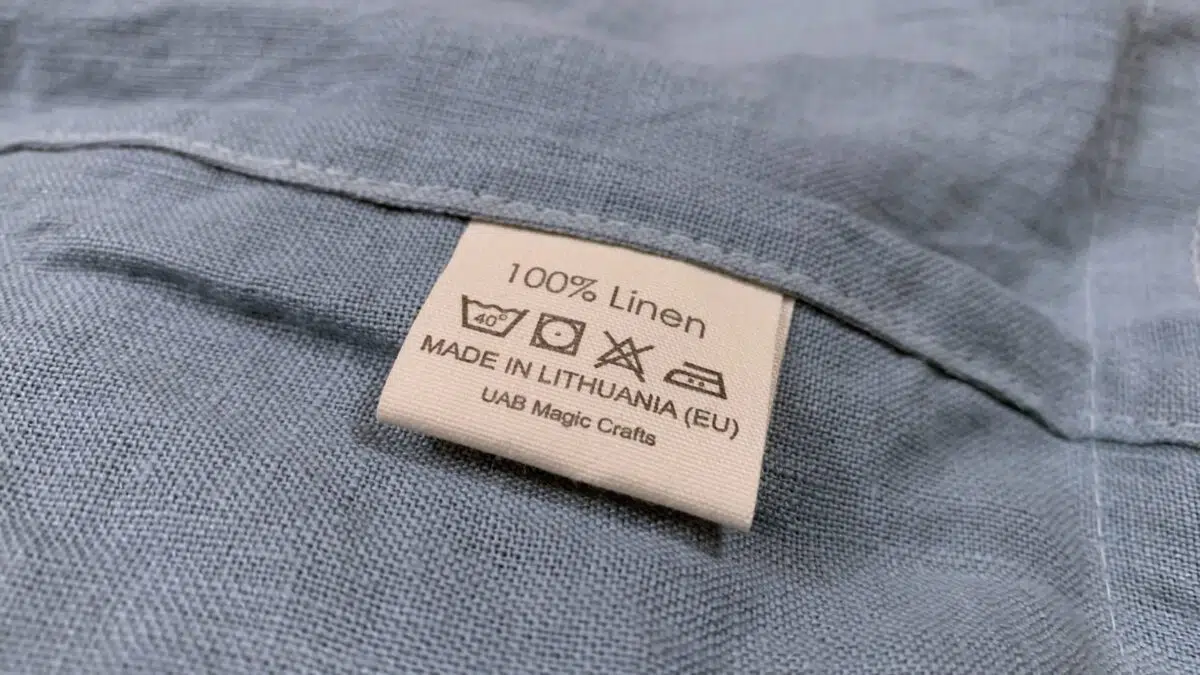 100% Linen
40°
MADE IN LITHUANIA (EU)
UAB Magic Crafts